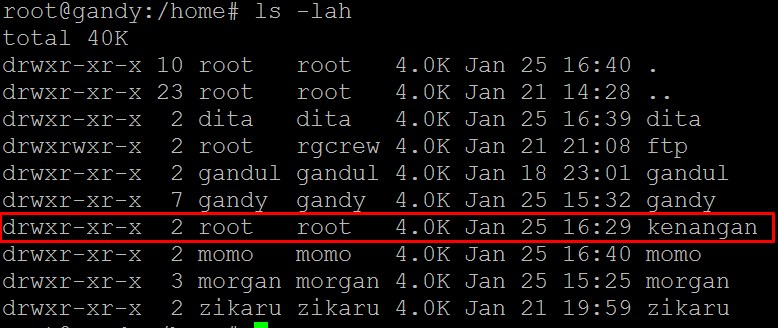 root@gandy:/home# ls -lah
total 40K
drwxr-xr-x 10 root   root   4.0K Jan 25 16:40 .
drwxr-xr-x 23 root   root   4.0K Jan 21 14:28 ..
drwxr-xr-x  2 dita   dita   4.0K Jan 25 16:39 dita
drwxrwxr-x  2 root   rgcrew 4.0K Jan 21 21:08 ftp
drwxr-xr-x  2 gandul gandul 4.0K Jan 18 23:01 gandul
drwxr-xr-x  7 gandy  gandy  4.0K Jan 25 15:32 gandy
drwxr-xr-x  2 root   root   4.0K Jan 25 16:29 kenangan
drwxr-xr-x  2 momo   momo   4.0K Jan 25 16:40 momo
drwxr-xr-x  3 morgan morgan 4.0K Jan 25 15:25 morgan
drwxr-xr-x  2 zikaru zikaru 4.0K Jan 21 19:59 zikaru